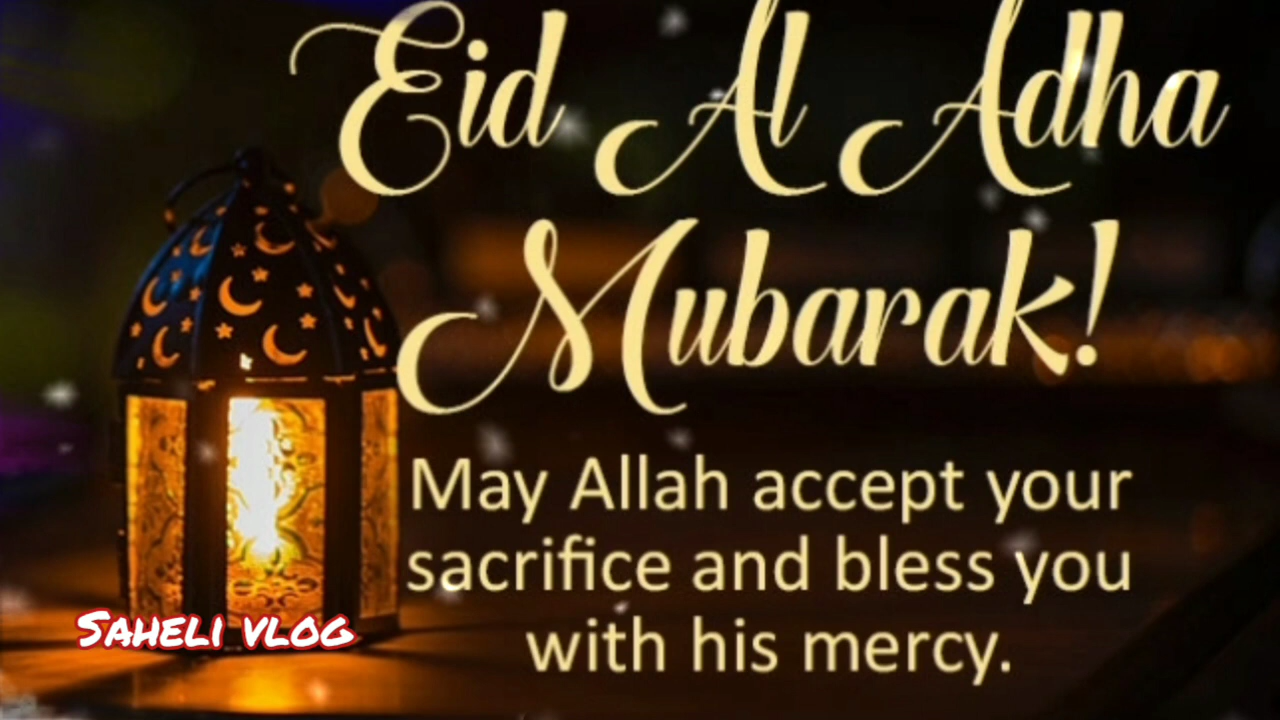 Eid Al Adha
Mubarak!
May Allah accept your
sacrifice and bless you
with his mercy.
SAHELI VLOG